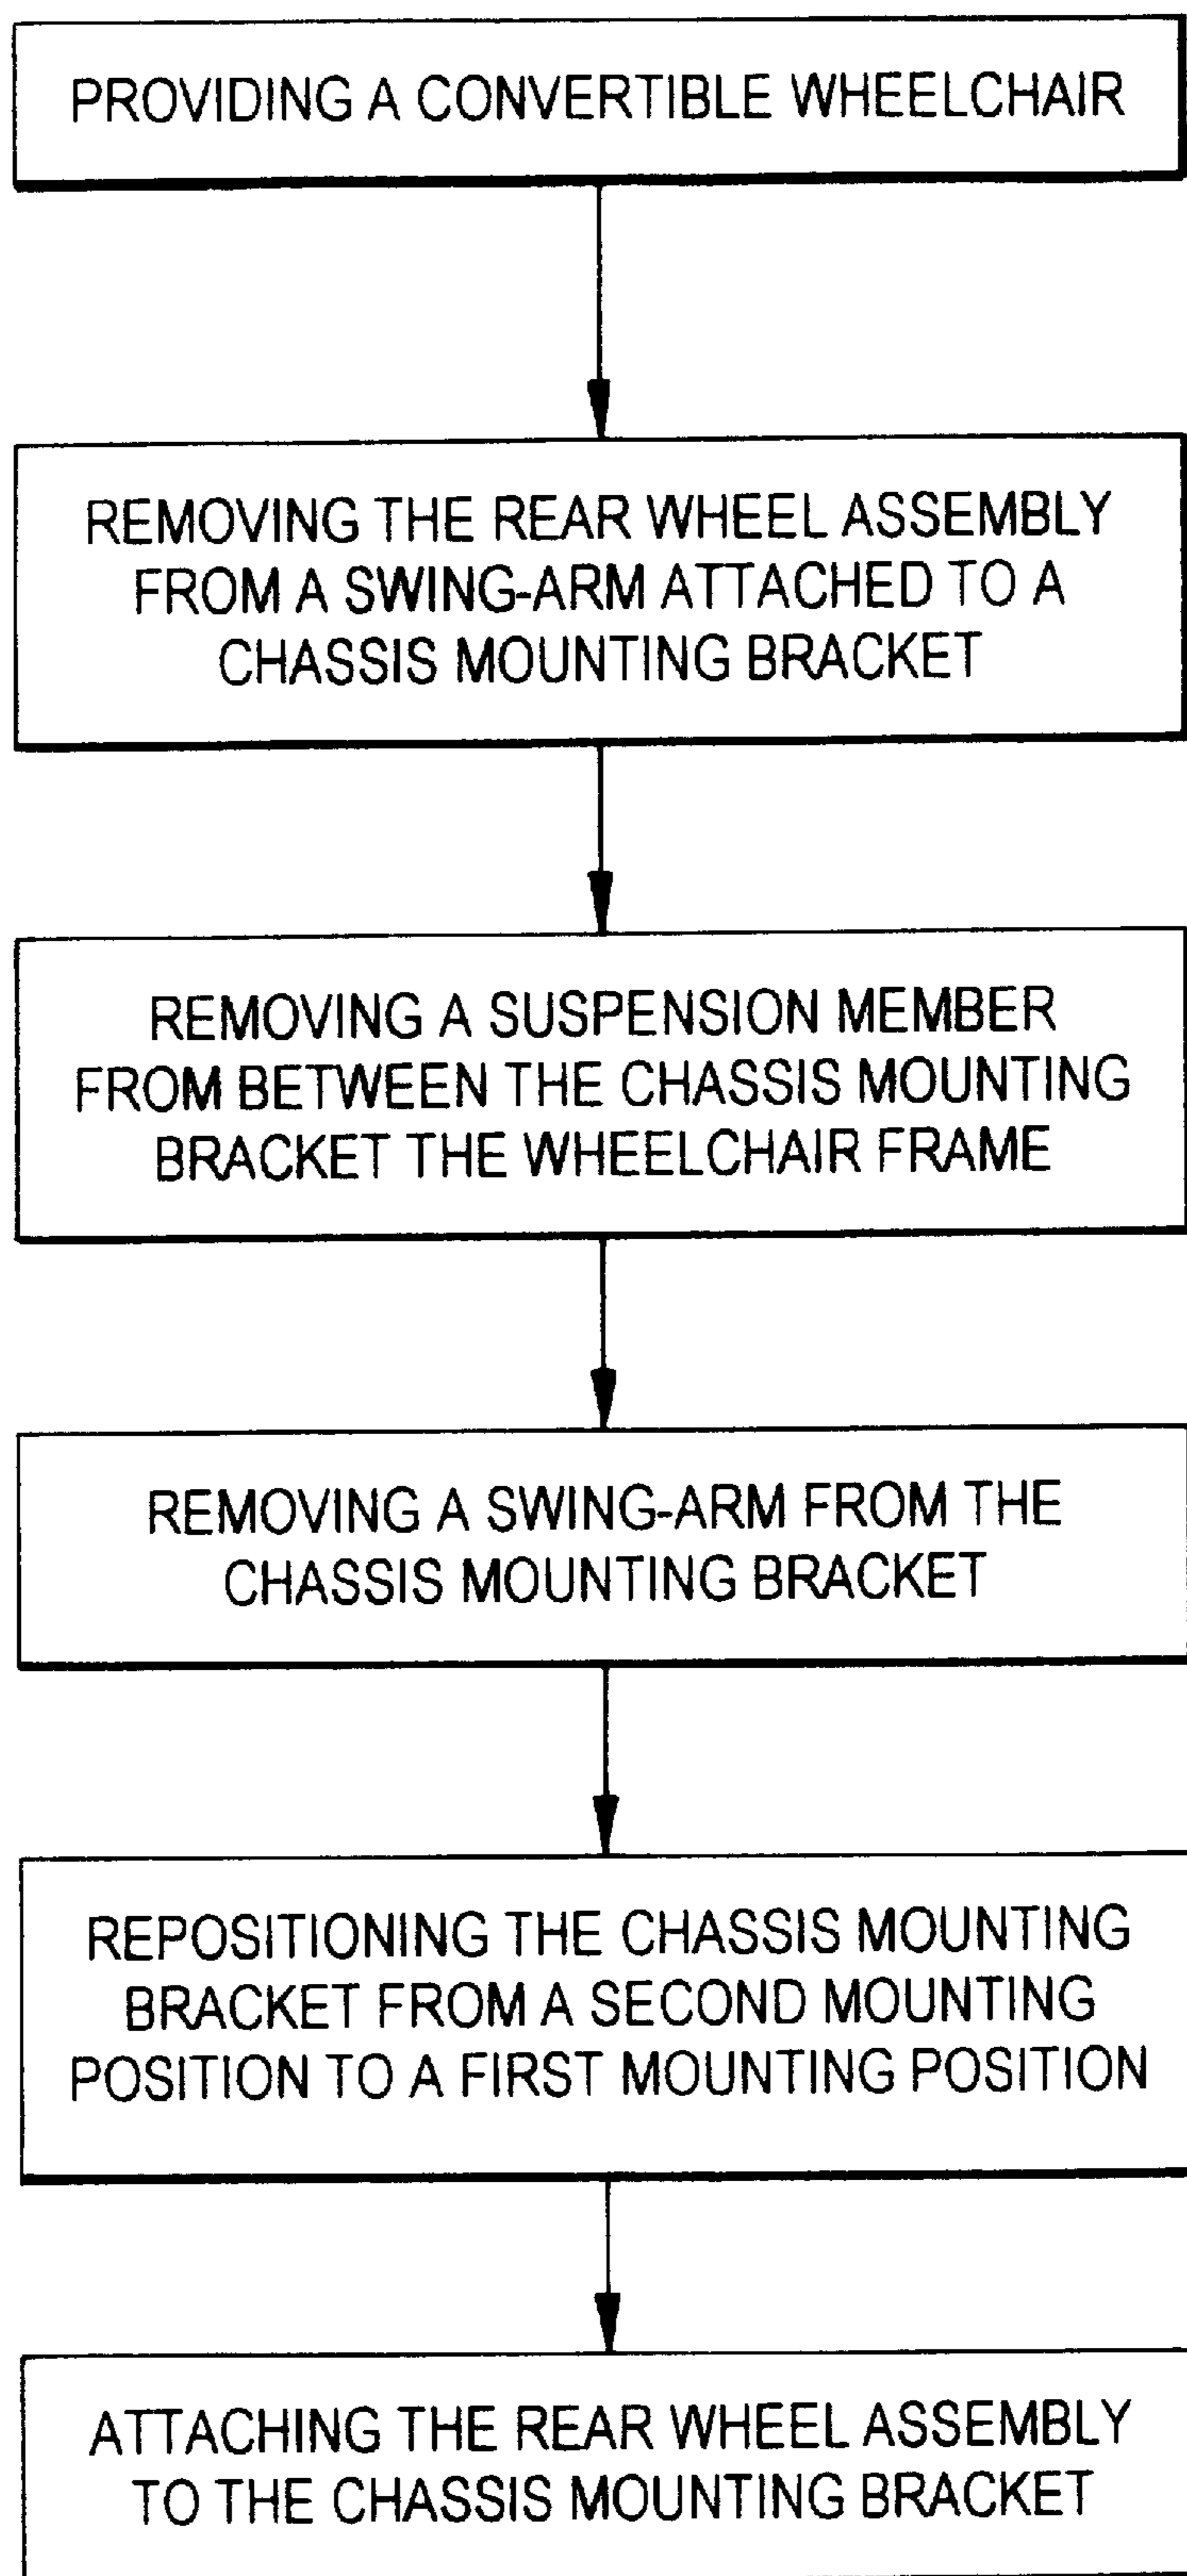 PROVIDING A CONVERTIBLE WHEELCHAIR
REMOVING THE REAR WHEEL ASSEMBLY
FROM A SWING-ARM ATTACHED TO A
CHASSIS MOUNTING BRACKET
REMOVING A SUSPENSION MEMBER
FROM BETWEEN THE CHASSIS MOUNTING
BRACKET THE WHEELCHAIR FRAME
REMOVING A SWING-ARM FROM THE
CHASSIS MOUNTING BRACKET
REPOSITIONING THE CHASSIS MOUNTING
BRACKET FROM A SECOND MOUNTING
POSITION TO A FIRST MOUNTING POSITION
ATTACHING THE REAR WHEEL ASSEMBLY
TO THE CHASSIS MOUNTING BRACKET